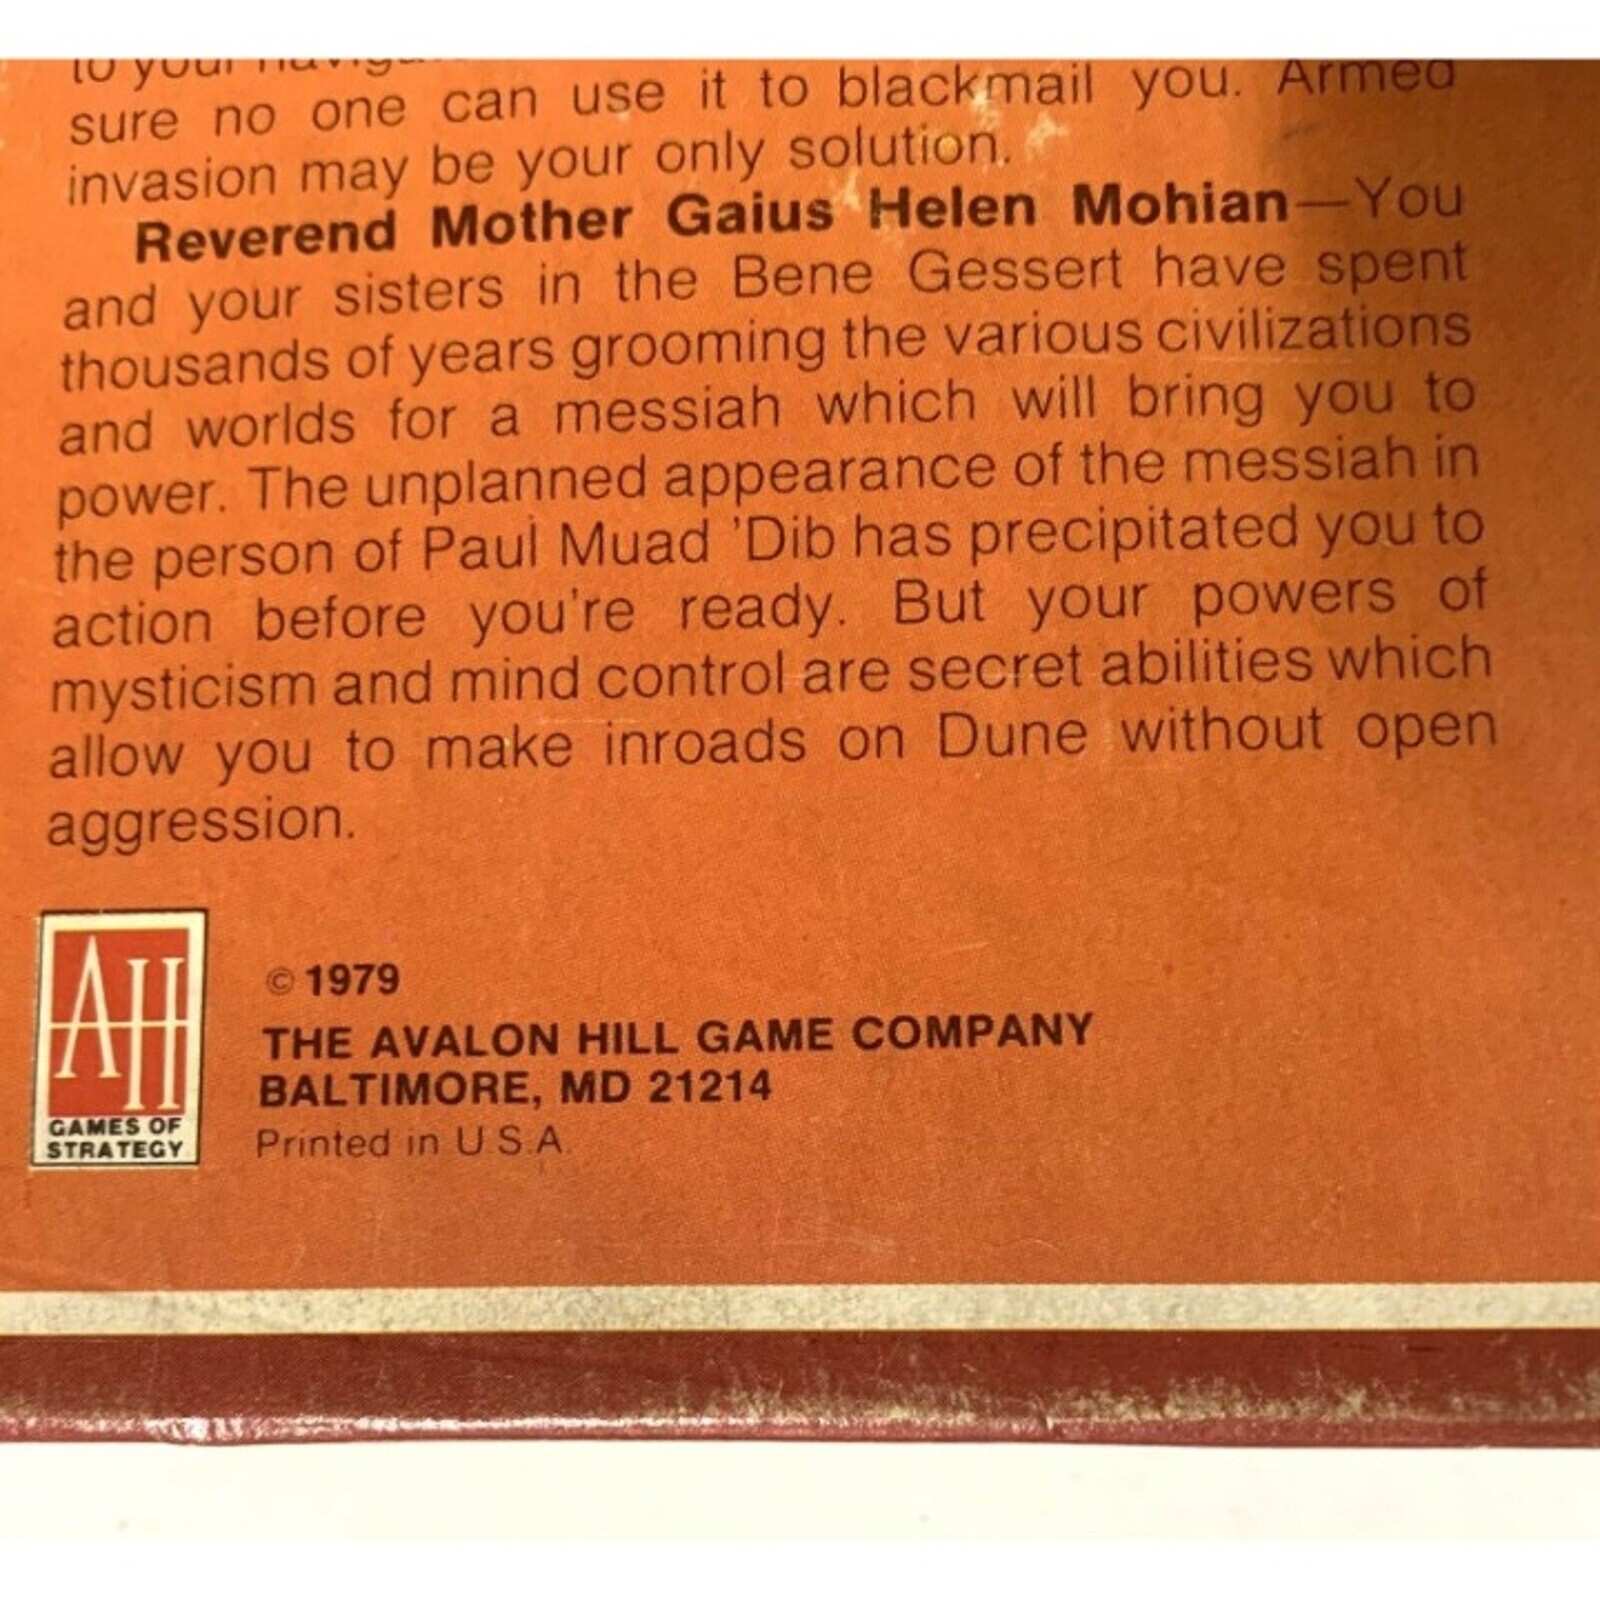 to your
sure no one can use it to blackmail you. Armed
invasion may be your only solution.
Reverend Mother Gaius Helen Mohian—You
and your sisters in the Bene Gessert have spent
thousands of years grooming the various civilizations
and worlds for a messiah which will bring you to
power. The unplanned appearance of the messiah in
the person of Paul Muad 'Dib has precipitated you to
action before you're ready. But your powers of
mysticism and mind control are secret abilities which
allow you to make inroads on Dune without open
aggression.
AH
GAMES OF
STRATEGY
© 1979
THE AVALON HILL GAME COMPANY
BALTIMORE, MD 21214
Printed in U.S.A.